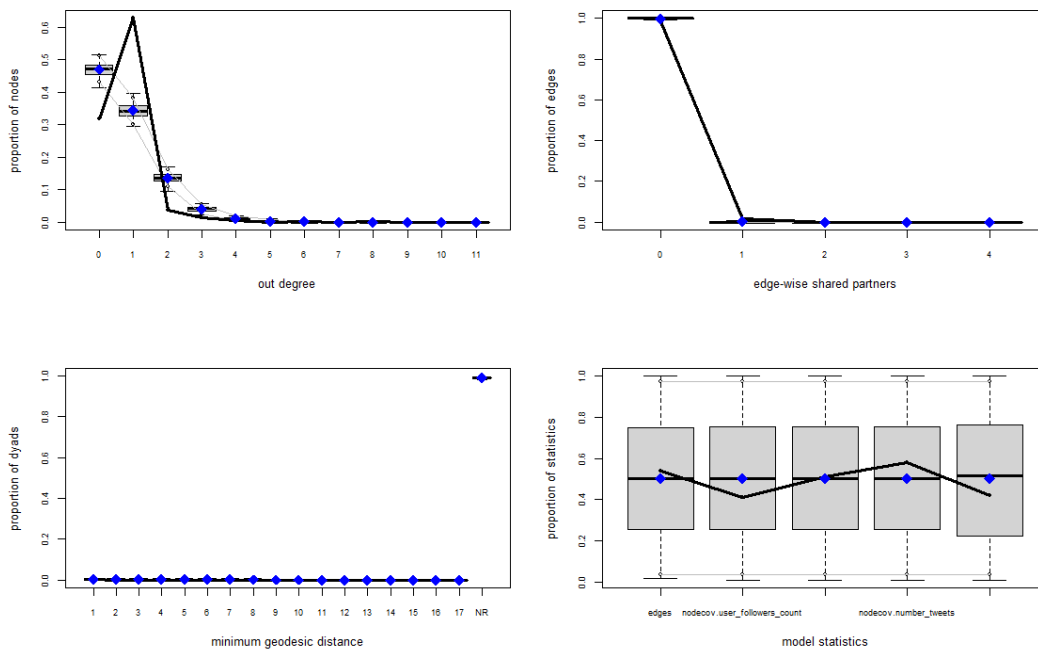 proportion of nodes
0.0 0.1 0.2 0.3 0.4 0.5 0.6
0 1 2 3 4 5 6 7 8 9 10 11
out degree
proportion of edges
0.0 0.2 0.4 0.6 0.8 1.0
0 1 2 3 4
edge-wise shared partners
proportion of dyads
0.0 0.2 0.4 0.6 0.8 1.0
1 2 3 4 5 6 7 8 9 10 11 12 13 14 15 16 17 NR
minimum geodesic distance
proportion of statistics
0.0 0.2 0.4 0.6 0.8 1.0
edges nodecov.user_followers_count nodecov.number_tweets
model statistics